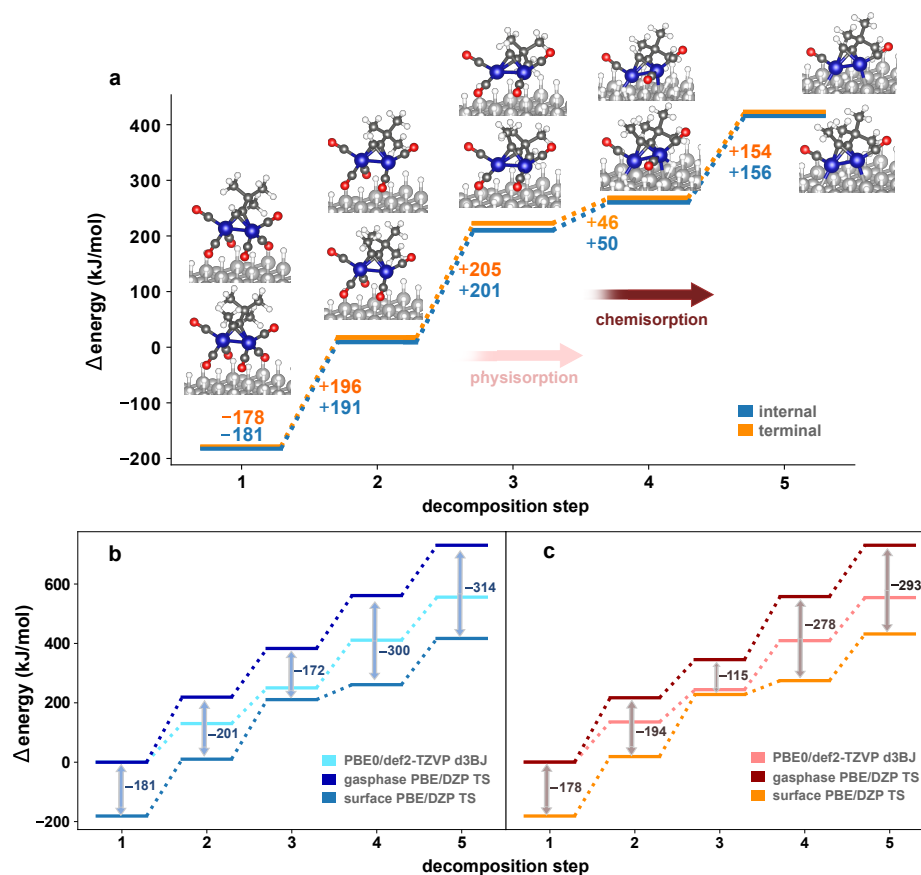 a
Δ energy (kJ/mol)
400
300
200
100
0
−100
−200
−178
−181
+196
+191
+205
+201
+46
+50
+154
+156
physisorption
chemisorption
internal
terminal
1 2 3 4 5
decomposition step
b
Δ energy (kJ/mol)
600
400
200
0
−200
−181
−201
−172
−300
−314
PBE0/def2-TZVP d3BJ
gasphase PBE/DZP TS
surface PBE/DZP TS
1 2 3 4 5
decomposition step
c
−178
−194
−115
−278
−293
PBE0/def2-TZVP d3BJ
gasphase PBE/DZP TS
surface PBE/DZP TS
1 2 3 4 5
decomposition step